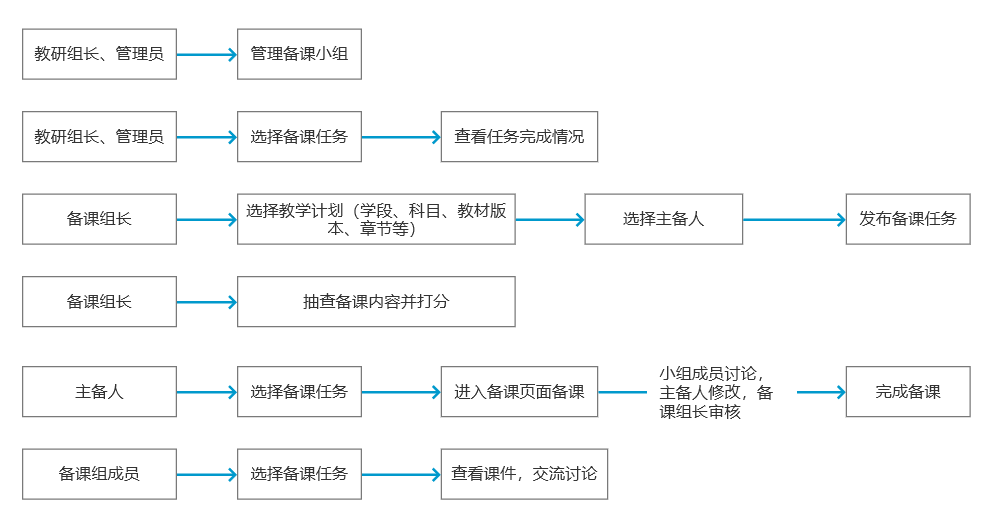 教研组长、管理员
管理备课小组
教研组长、管理员
选择备课任务
查看任务完成情况
备课组长
选择教学计划（学段、科目、教材版
本、章节等）
选择主备人
发布备课任务
备课组长
抽查备课内容并打分
主备人
选择备课任务
进入备课页面备课
小组成员讨论，
主备人修改，备
课组长审核
完成备课
备课组成员
选择备课任务
查看课件，交流讨论